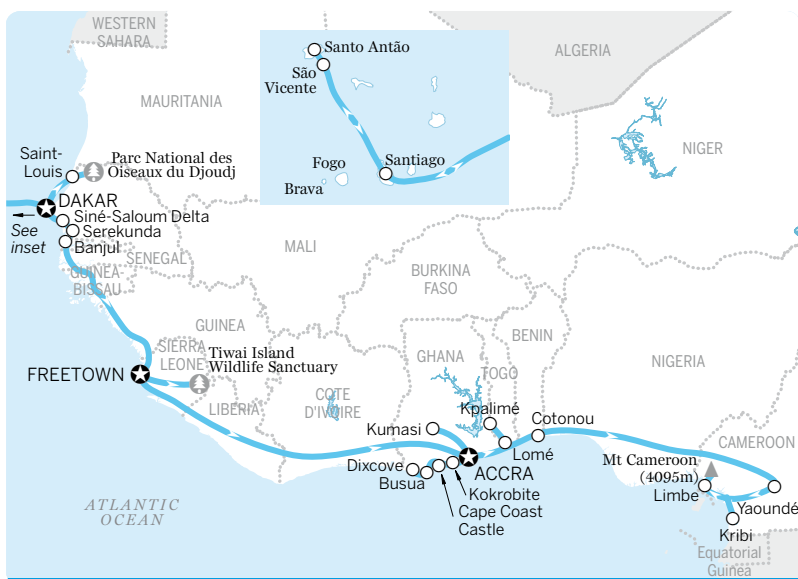 WESTERN
SAHARA
ALGERIA
MAURITANIA
Santo Antão
São
Vicente
Fogo
Santiago
Brava
NIGER
Saint-
Louis
Parc National des
Oiseaux du Djoudj
DAKAR
See
inset
Siné-Saloum Delta
Serekunda
Banjul
SENEGAL
GUINEA-
BISSAU
MALI
BURKINA
FASO
BENIN
GUINEA
SIERRA
LEONE
Tiwai Island
Wildlife Sanctuary
FREETOWN
LIBERIA
COTE
D'IVOIRE
GHANA
TOGO
NIGERIA
Kpalimé
Kumasi
Cotonou
Lomé
CAMEROON
Dixcove
Busua
ACCRA
Kokrobite
Cape Coast
Castle
Mt Cameroon
(4095m)
Limbe
Yaoundé
Kribi
Equatorial
Guinea
ATLANTIC
OCEAN